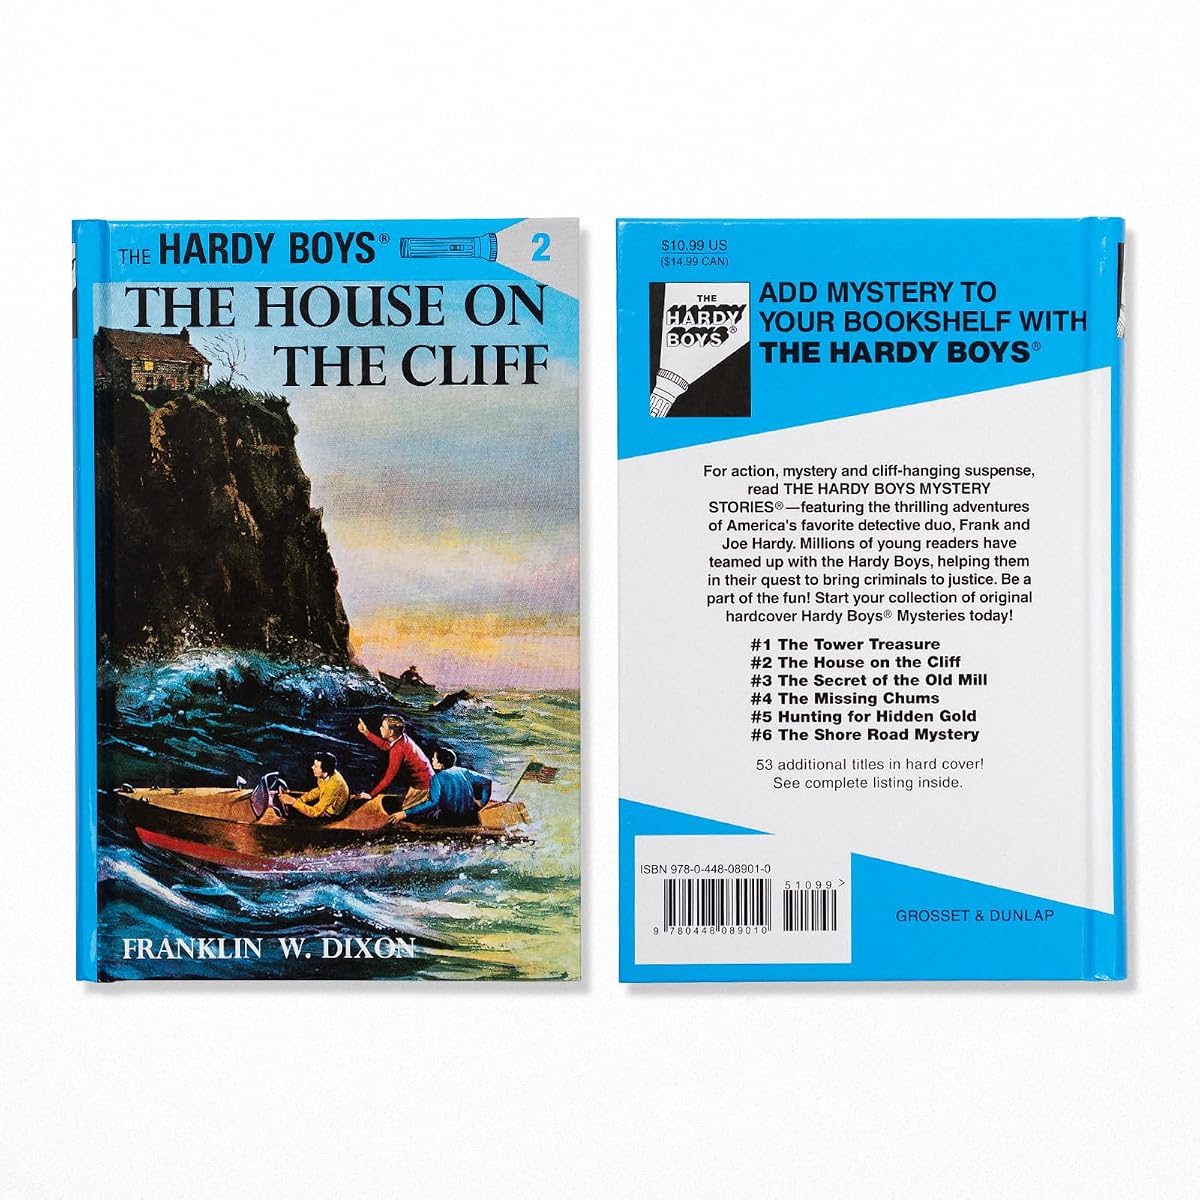 THE HARDY BOYS® 2
THE HOUSE ON
THE CLIFF
FRANKLIN W. DIXON
$10.99 US
($14.99 CAN)
THE
HARDY
BOYS®
ADD MYSTERY TO
YOUR BOOKSHELF WITH
THE HARDY BOYS®
For action, mystery and cliff-hanging suspense,
read THE HARDY BOYS MYSTERY
STORIES®—featuring the thrilling adventures
of America's favorite detective duo, Frank and
Joe Hardy. Millions of young readers have
teamed up with the Hardy Boys, helping them
in their quest to bring criminals to justice. Be a
part of the fun! Start your collection of original
hardcover Hardy Boys® Mysteries today!
#1 The Tower Treasure
#2 The House on the Cliff
#3 The Secret of the Old Mill
#4 The Missing Chums
#5 Hunting for Hidden Gold
#6 The Shore Road Mystery
53 additional titles in hard cover!
See complete listing inside.
ISBN 978-0-448-08901-0
51099>
9 780448 089010
GROSSET & DUNLAP